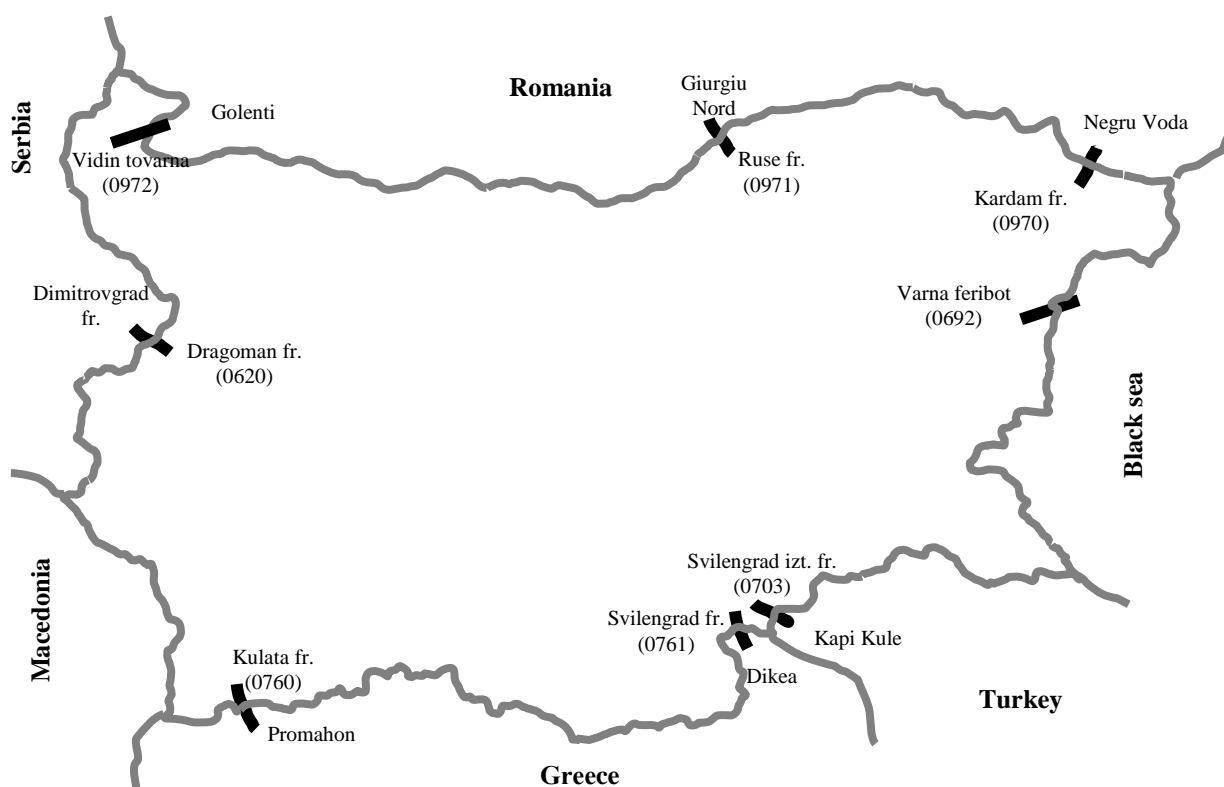 Romania
Giurgiu
Nord
Golenti
Serbia
Negru Voda
Vidin tovarna
(0972)
Ruse fr.
(0971)
Kardam fr.
(0970)
Dimitrovgrad
fr.
Varna feribot
(0692)
Dragoman fr.
(0620)
Black sea
Svilengrad izt. fr.
(0703)
Macedonia
Svilengrad fr.
(0761)
Kapi Kule
Kulata fr.
(0760)
Dikea
Turkey
Promahon
Greece